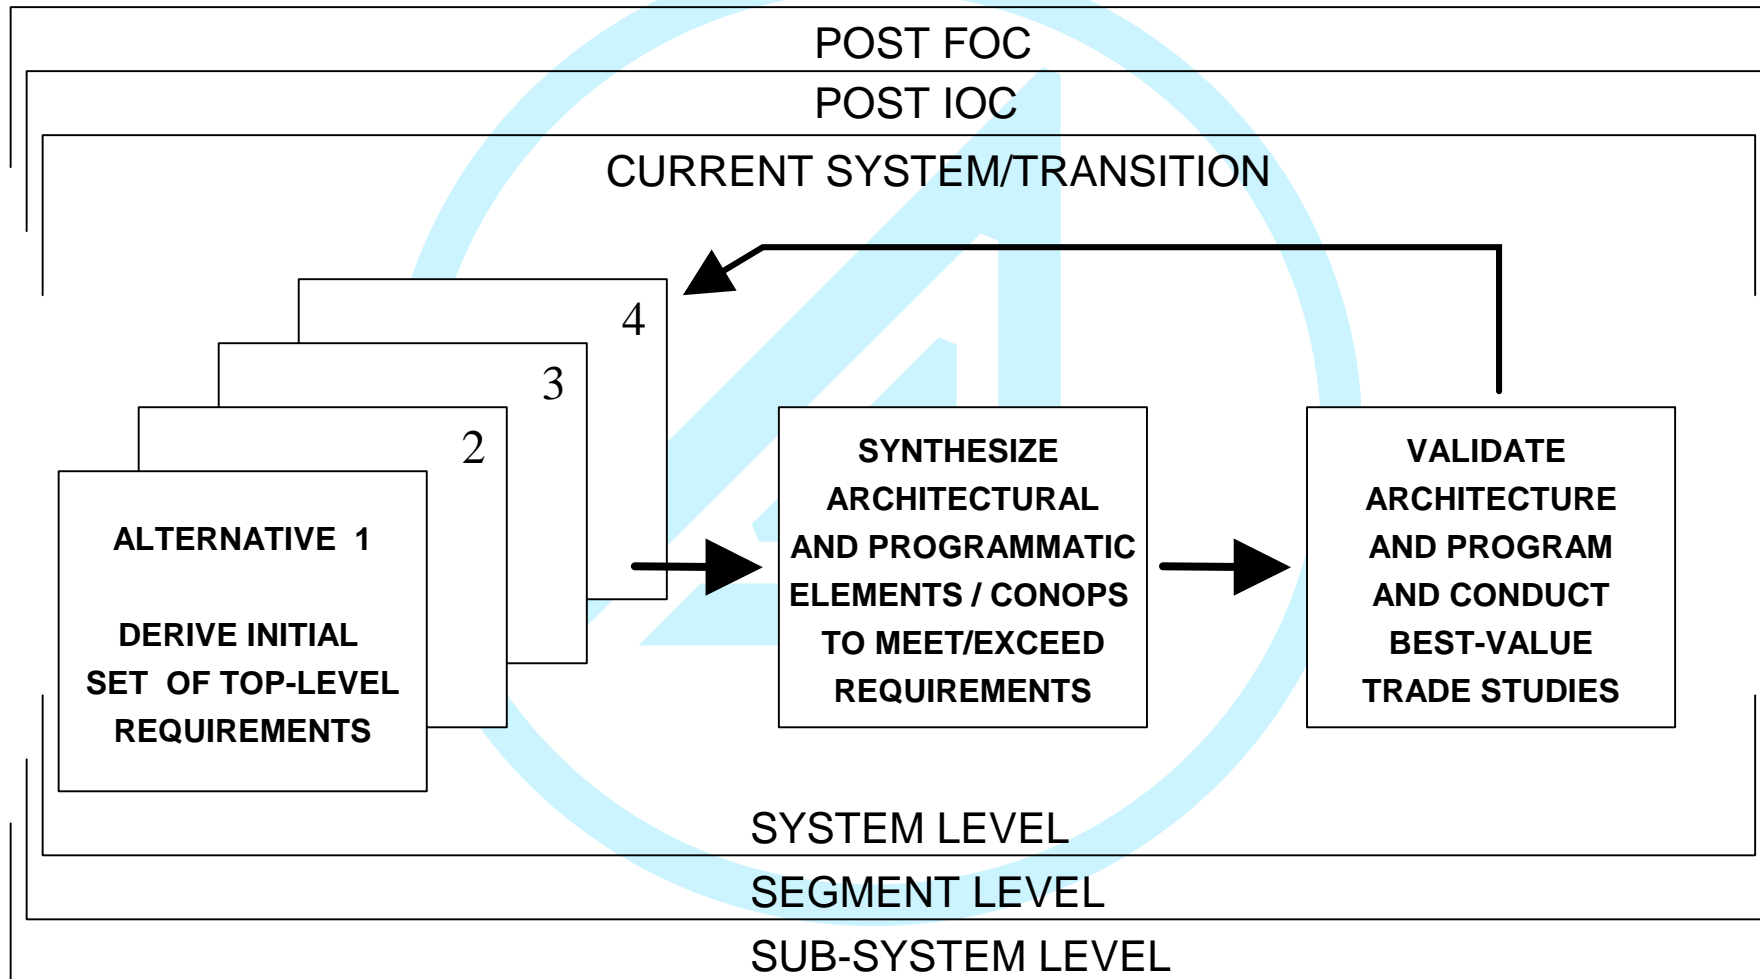 POST FOC
POST IOC
CURRENT SYSTEM/TRANSITION
4
3
2
ALTERNATIVE  1
DERIVE INITIAL
SET  OF TOP-LEVEL
REQUIREMENTS
SYNTHESIZE
ARCHITECTURAL
AND PROGRAMMATIC
ELEMENTS / CONOPS
TO MEET/EXCEED
REQUIREMENTS
VALIDATE
ARCHITECTURE
AND PROGRAM
AND CONDUCT
BEST-VALUE
TRADE STUDIES
SYSTEM LEVEL
SEGMENT LEVEL
SUB-SYSTEM LEVEL